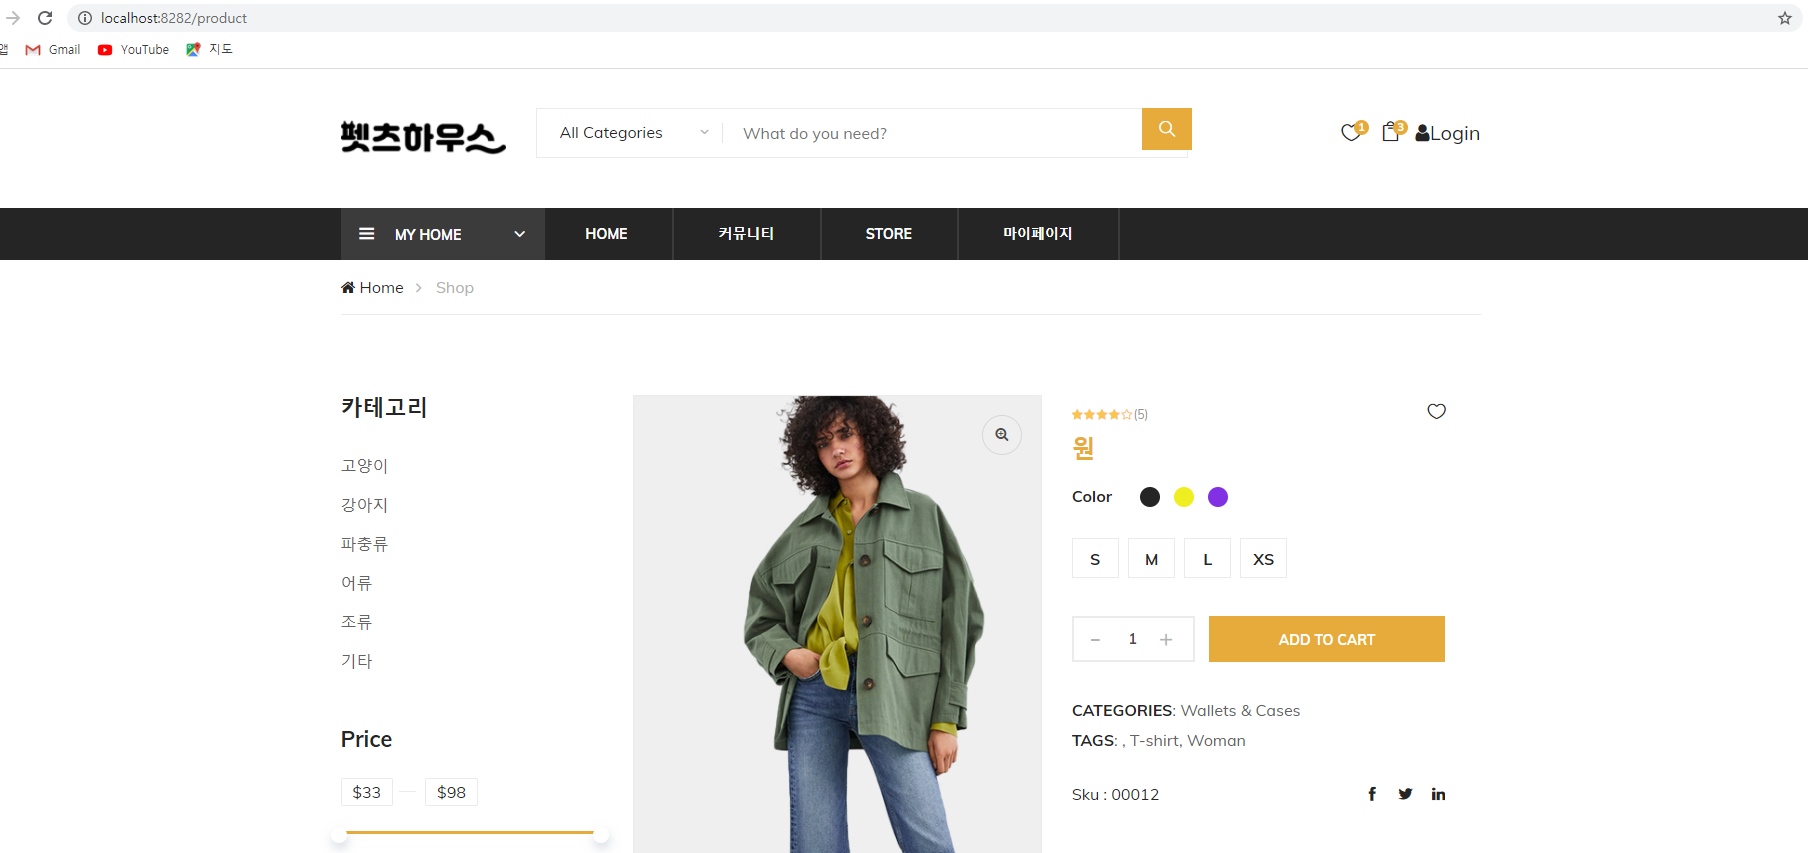 localhost:8282/product
앱 Gmail YouTube 지도
펫츠하우스 All Categories What do you need? 1 3 Login
MY HOME HOME 커뮤니티 STORE 마이페이지
Home > Shop
카테고리
고양이
강아지
파충류
어류
조류
기타
Price
$33 — $98
(5)
원
Color
S M L XS
- 1 + ADD TO CART
CATEGORIES: Wallets & Cases
TAGS: , T-shirt, Woman
Sku : 00012